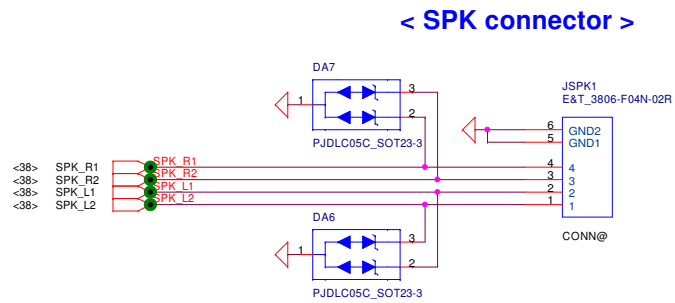 < SPK connector >
DA7
1
3
2
PJDLC05C_SOT23-3
JSPK1
E&T_3806-F04N-02R
6
5
GND2
GND1
4
3
2
1
4
3
2
1
CONN@
<38> SPK_R1 SPK_R1
<38> SPK_R2 SPK_R2
<38> SPK_L1 SPK_L1
<38> SPK_L2 SPK_L2
DA6
1
3
2
PJDLC05C_SOT23-3